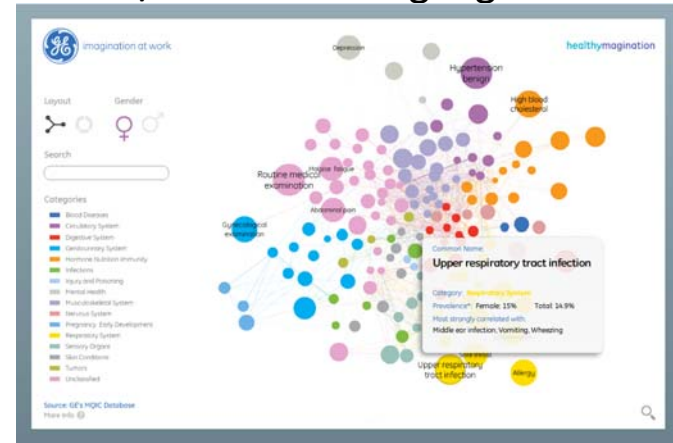 GE
imagination at work
healthymagination
Layout
Gender
Search
Categories
Blood Diseases
Circulatory System
Digestive System
Genitourinary System
Hormone Nutrition Immunity
Infections
Injury and Poisoning
Mental Health
Musculoskeletal System
Nervous System
Pregnancy, Early Development
Respiratory System
Sensory Organs
Skin Conditions
Tumors
Unclassified
Source: GE's MQIC Database
More Info
Depression
Hypertension
benign
High blood
cholesterol
Routine medical
examination
Malaise fatigue
Abdominal pain
Gynecological
examination
Common Name:
Upper respiratory tract infection
Category: Respiratory System
Prevalence*: Female: 15% Total: 14.9%
Most strongly correlated with:
Middle ear infection, Vomiting, Wheezing
Upper respiratory
tract infection
Allergy